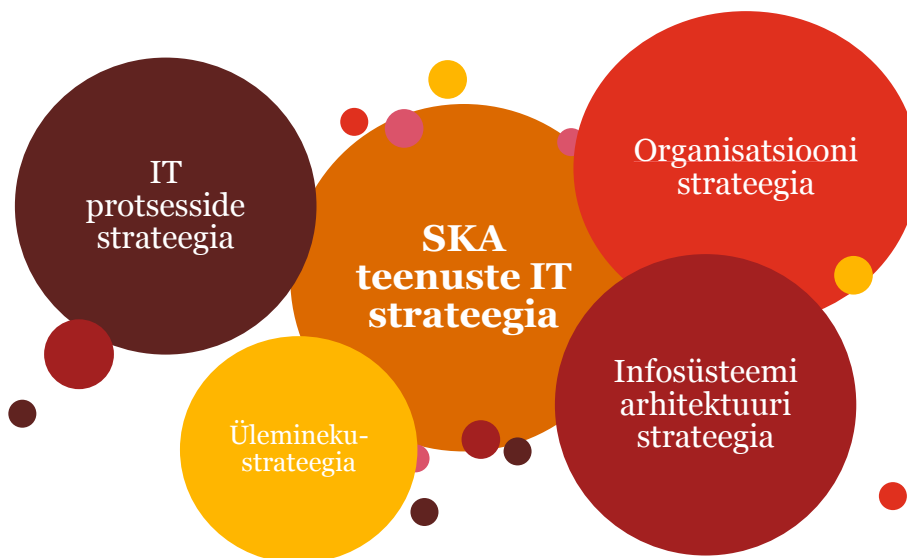 IT
protsesside
strateegia
SKA
teenuste IT
strateegia
Organisatsiooni
strateegia
Infosüsteemi
arhitektuuri
strateegia
Ülemineku-
strateegia